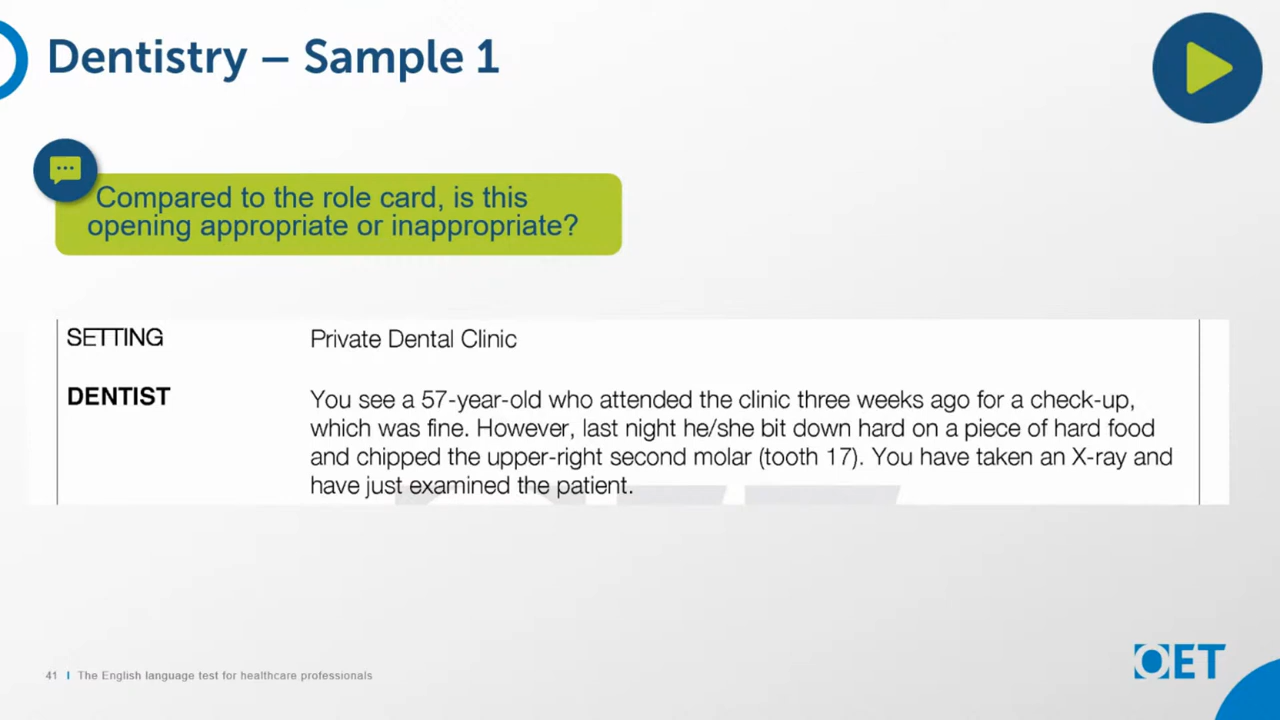 Dentistry – Sample 1
Compared to the role card, is this
opening appropriate or inappropriate?
SETTING Private Dental Clinic
DENTIST You see a 57-year-old who attended the clinic three weeks ago for a check-up,
which was fine. However, last night he/she bit down hard on a piece of hard food
and chipped the upper-right second molar (tooth 17). You have taken an X-ray and
have just examined the patient.
41 I The English language test for healthcare professionals
OET